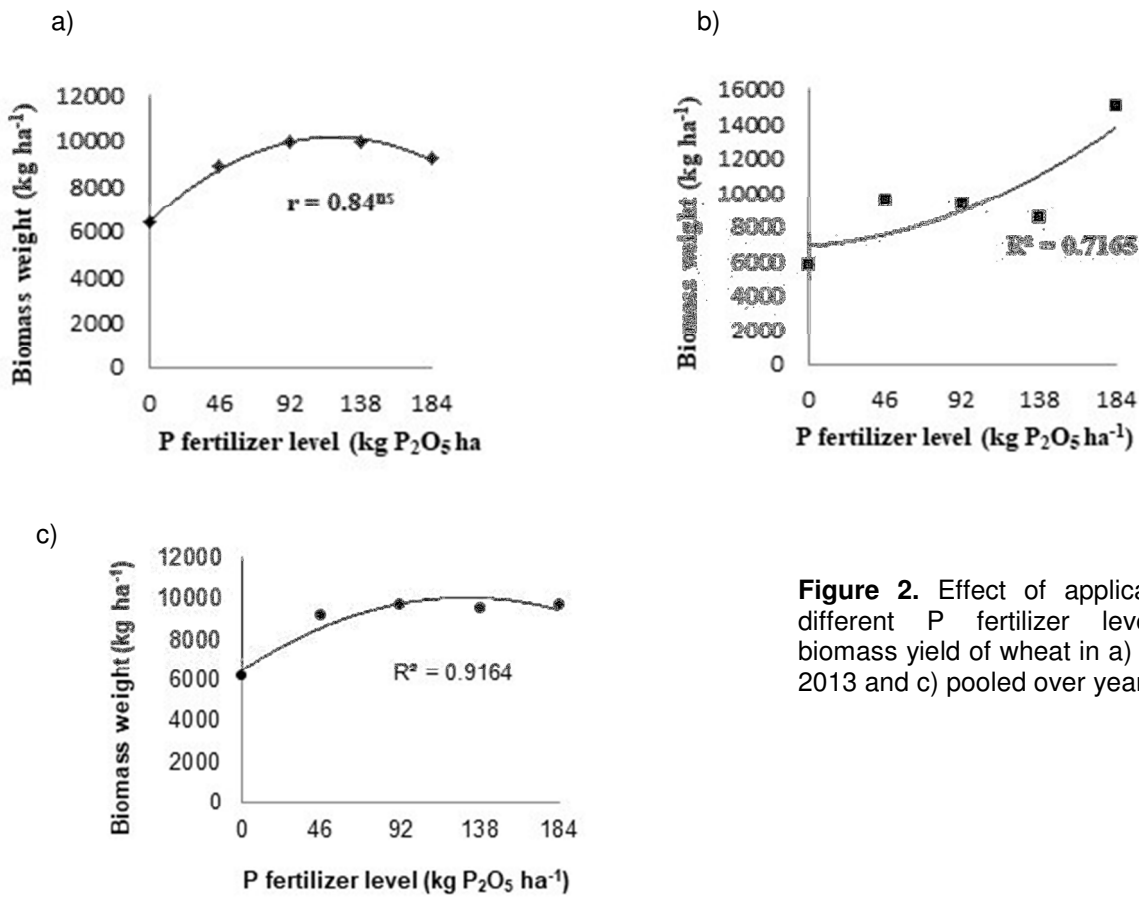 a)
12000
10000
8000
6000
4000
2000
0
Biomass weight (kg ha⁻¹)
r = 0.84ⁿˢ
0 46 92 138 184
P fertilizer level (kg P₂O₅ ha
b)
16000
14000
12000
10000
8000
6000
4000
2000
0
Biomass weight (kg ha⁻¹)
R² = 0.7165
0 46 92 138 184
P fertilizer level (kg P₂O₅ ha⁻¹)
c)
12000
10000
8000
6000
4000
2000
0
Biomass weight (kg ha⁻¹)
R² = 0.9164
0 46 92 138 184
P fertilizer level (kg P₂O₅ ha⁻¹)
Figure 2. Effect of applica
different P fertilizer leve
biomass yield of wheat in a)
2013 and c) pooled over year